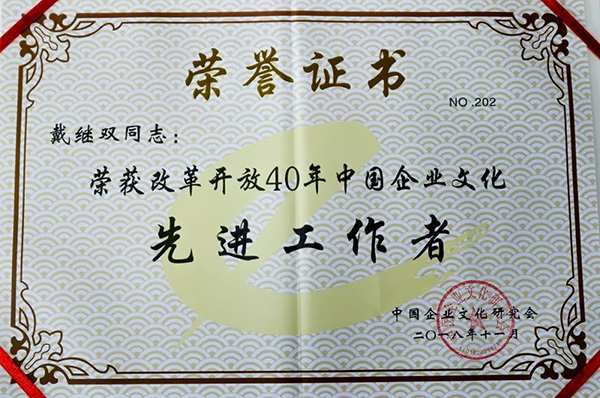 荣誉证书
NO .202
戴继双同志：
荣获改革开放40年中国企业文化
先进工作者
中国企业文化研究会
二〇一八年十一月